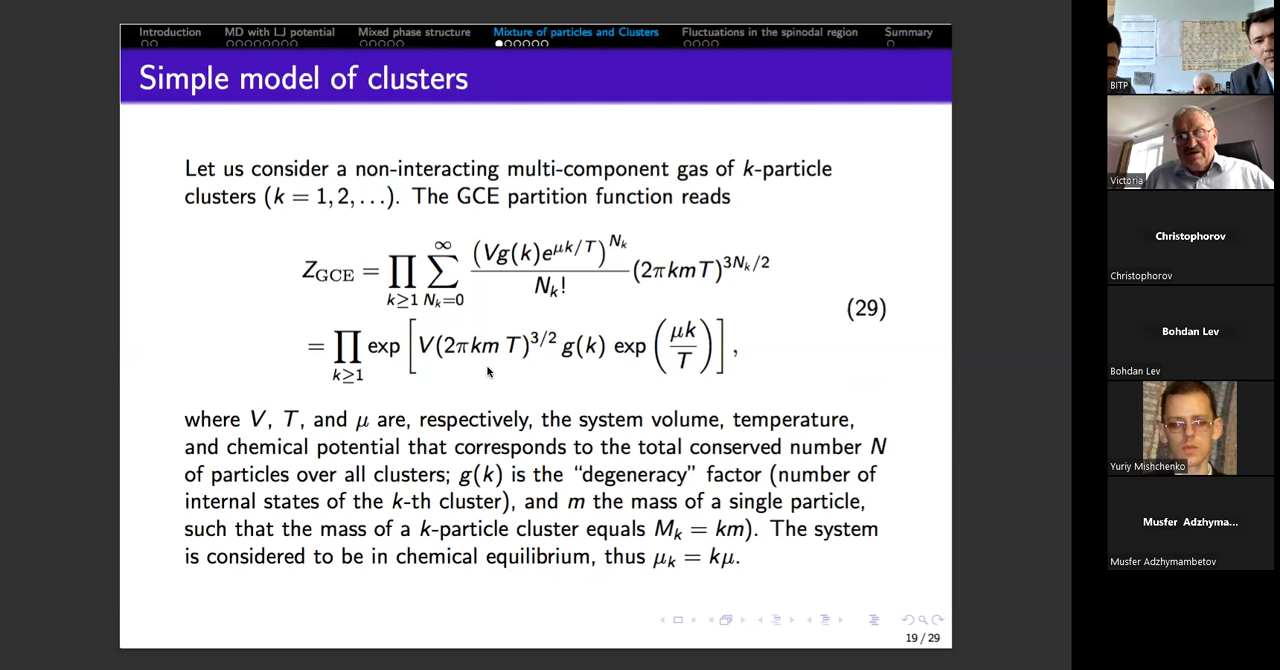 Introduction MD with LJ potential Mixed phase structure Mixture of particles and Clusters Fluctuations in the spinodal region Summary
Simple model of clusters
Let us consider a non-interacting multi-component gas of k-particle
clusters (k = 1, 2, . . .). The GCE partition function reads
Z_GCE = ∏_{k≥1} ∑_{N_k=0}^{∞} (Vg(k)e^{μk/T})^{N_k} / N_k! (2πkmT)^{3N_k/2}
= ∏_{k≥1} exp [ V(2πkm T)^{3/2} g(k) exp (μk/T) ] ,
(29)
where V, T, and μ are, respectively, the system volume, temperature,
and chemical potential that corresponds to the total conserved number N
of particles over all clusters; g(k) is the “degeneracy” factor (number of
internal states of the k-th cluster), and m the mass of a single particle,
such that the mass of a k-particle cluster equals M_k = km). The system
is considered to be in chemical equilibrium, thus μ_k = kμ.
19 / 29
BITP
Victoria
Christophorov
Christophorov
Bohdan Lev
Bohdan Lev
Yuriy Mishchenko
Musfer Adzhyma...
Musfer Adzhymambetov